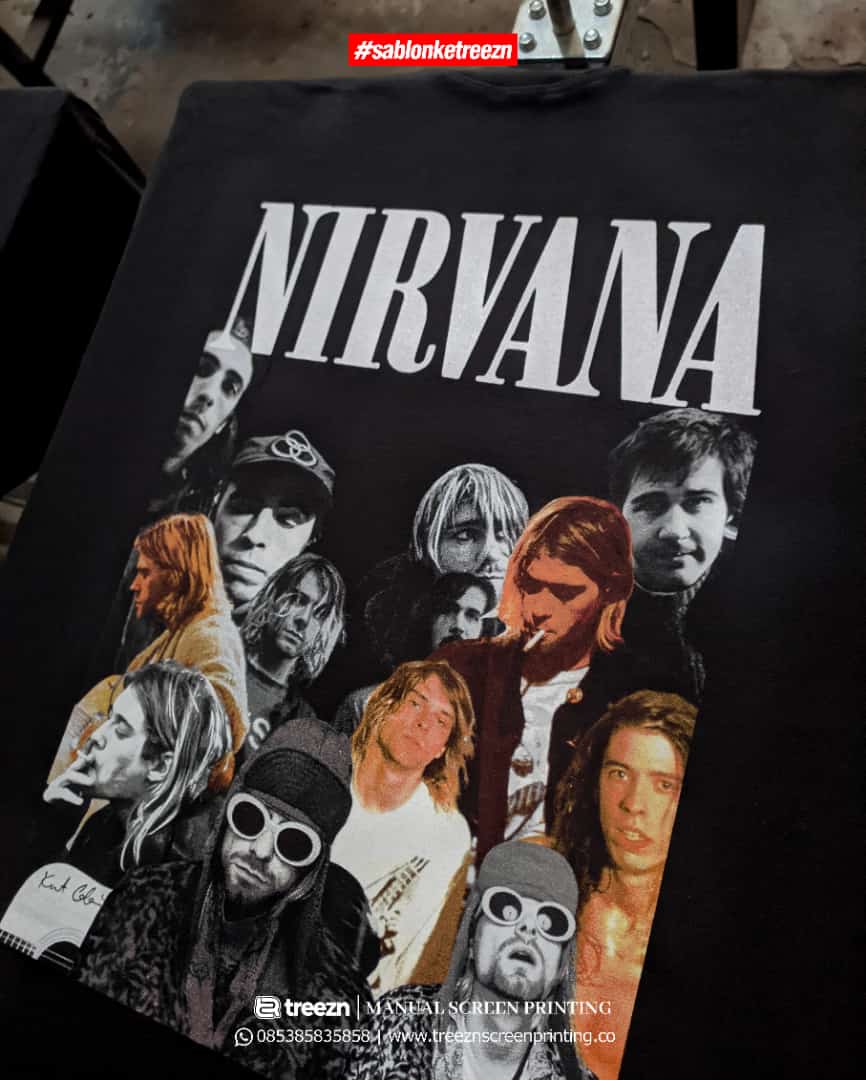 #sablonketreezn
NIRVANA
treezn | MANUAL SCREEN PRINTING
085385835858 | www.treeznscreenprinting.co